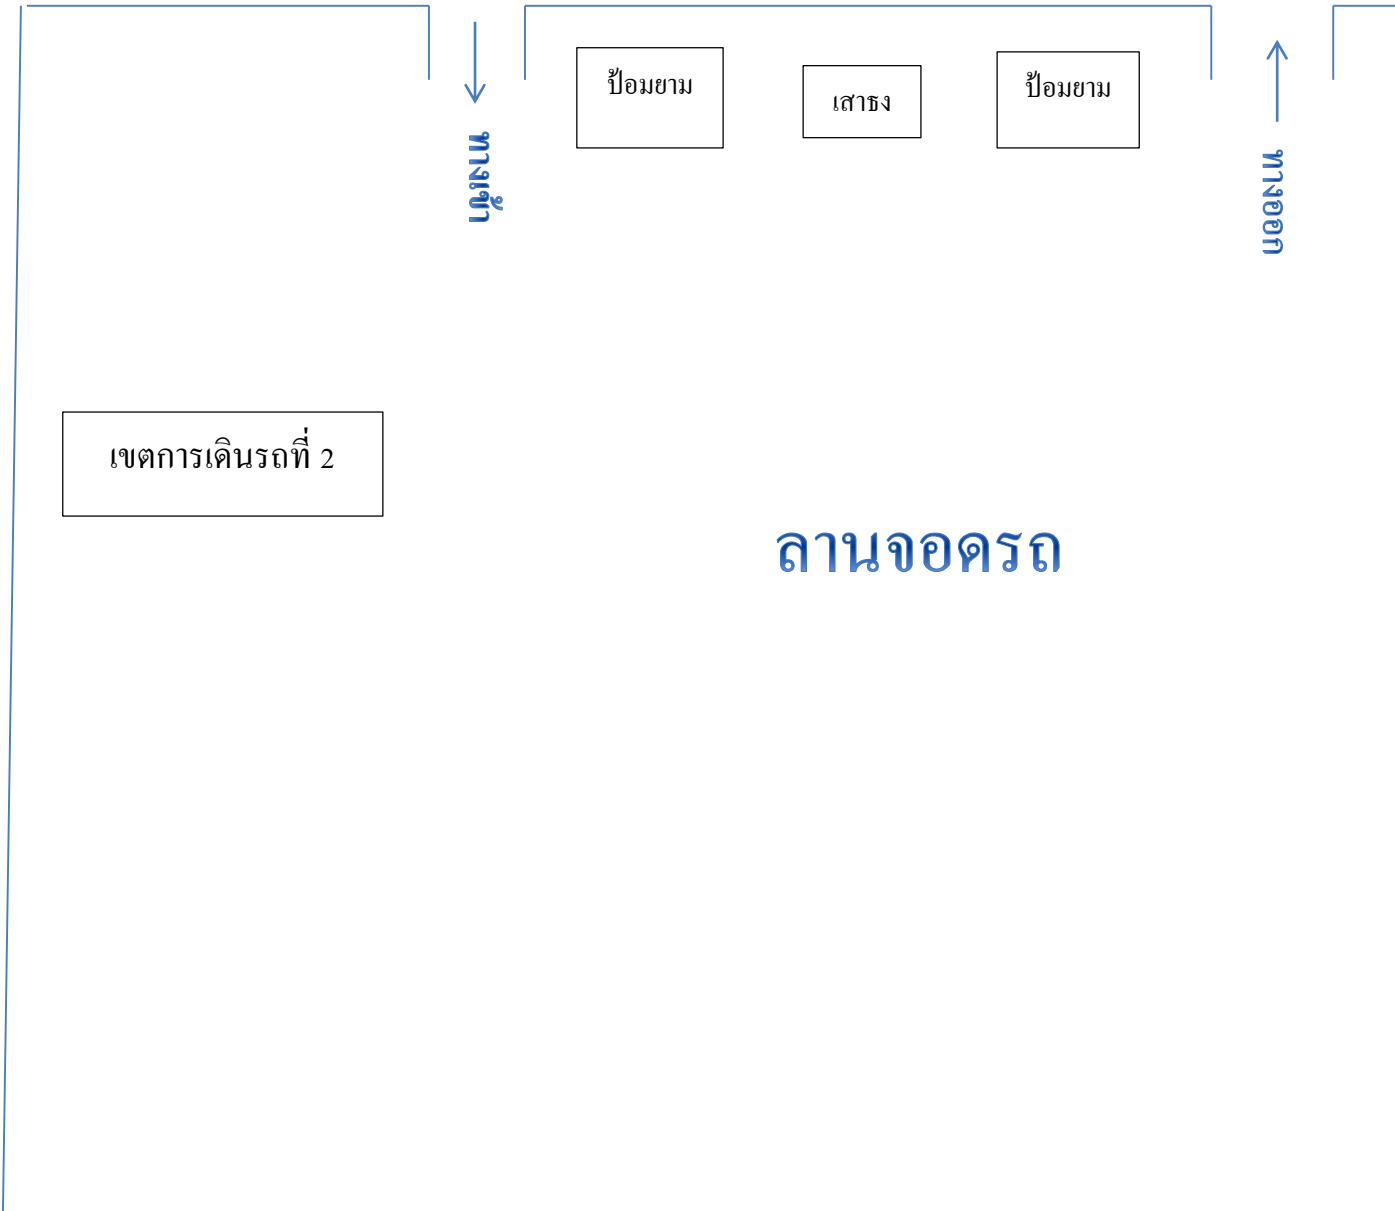 ป้อมยาม
เสาธง
ป้อมยาม
ทางเข้า
ทางออก
เขตการเดินรถที่ 2
ลานจอดรถ